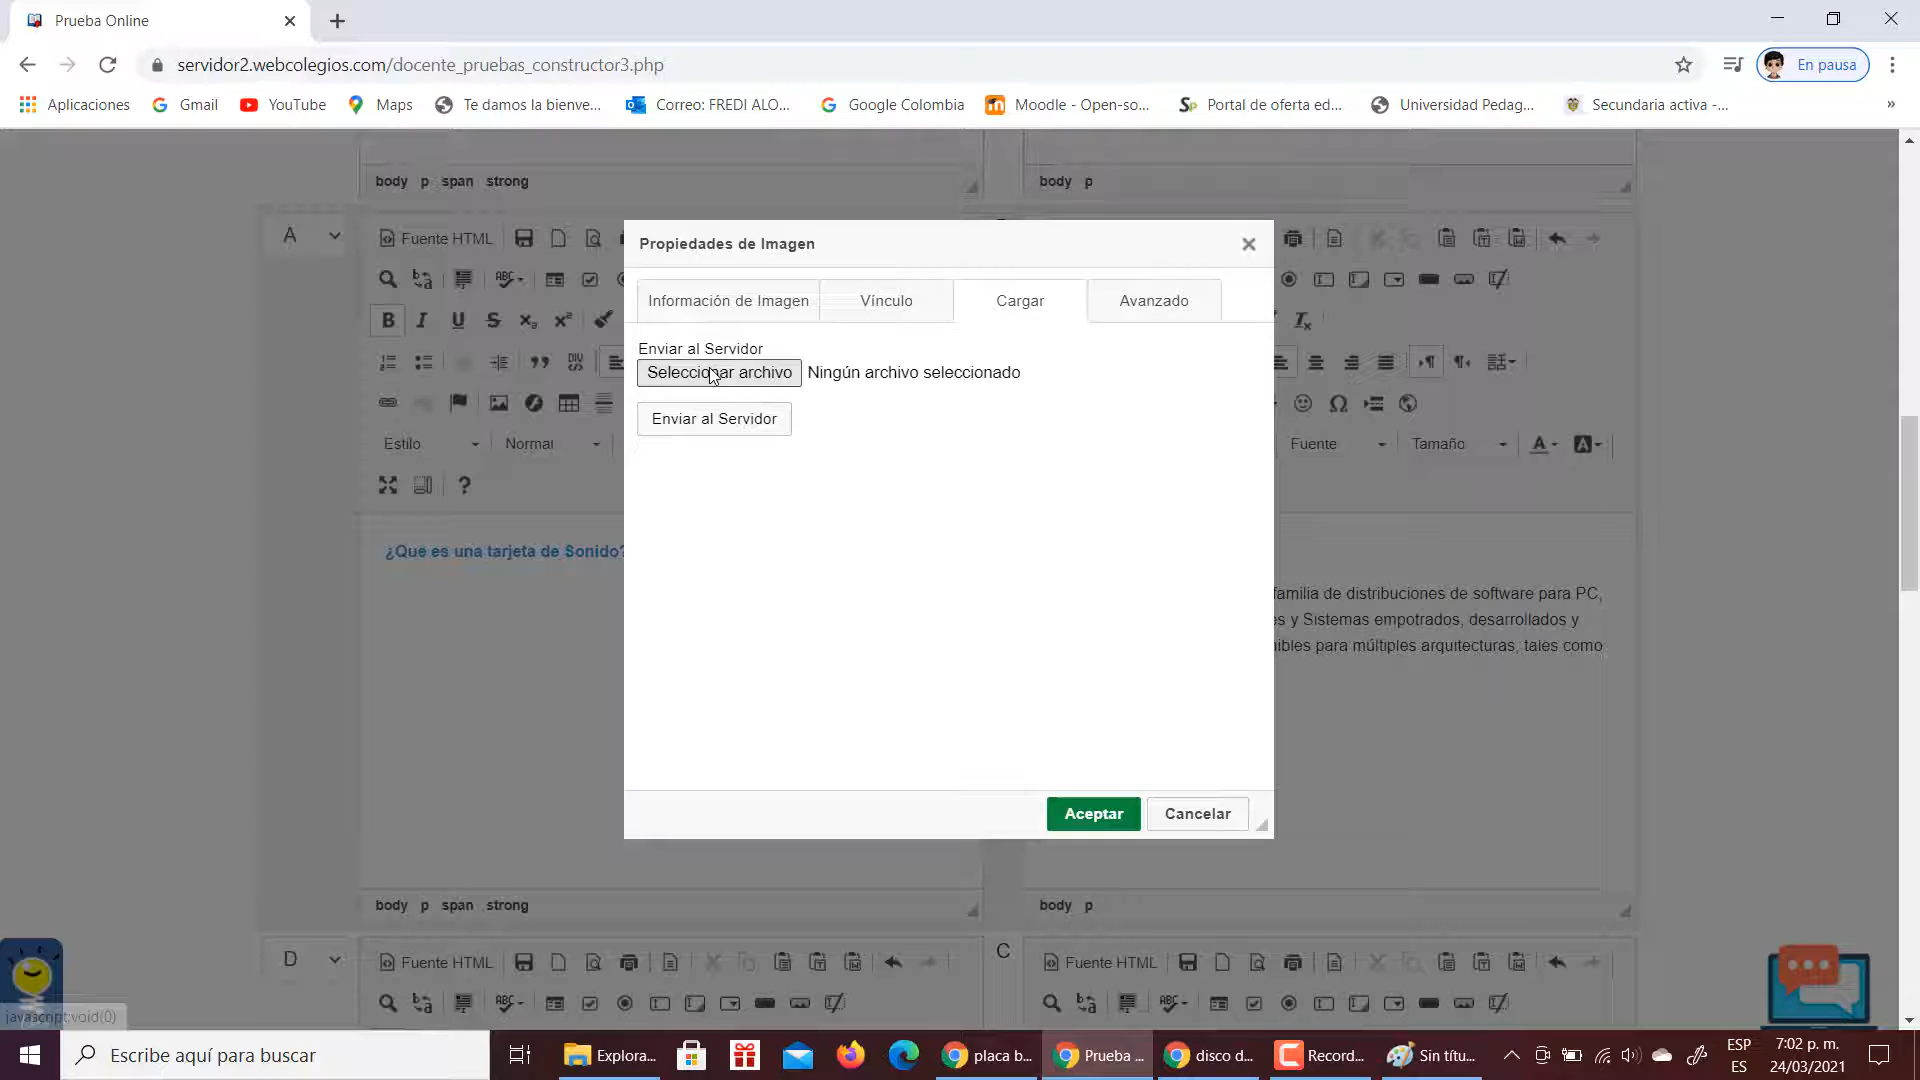 Prueba Online
servidor2.webcolegios.com/docente_pruebas_constructor3.php
En pausa
Aplicaciones Gmail YouTube Maps Te damos la bienve... Correo: FREDI ALO... Google Colombia Moodle - Open-so... Portal de oferta ed... Universidad Pedag... Secundaria activa -... »
body p span strong
body p
A
Fuente HTML
Propiedades de Imagen
Información de Imagen Vínculo Cargar Avanzado
Enviar al Servidor
Seleccionar archivo Ningún archivo seleccionado
Enviar al Servidor
Estilo Normal
Fuente Tamaño
¿Que es una tarjeta de Sonido?
familia de distribuciones de software para PC,
es y Sistemas empotrados, desarrollados y
nibles para múltiples arquitecturas, tales como
Aceptar Cancelar
body p span strong
body p
D
Fuente HTML
C
Fuente HTML
javascript:void(0)
Escribe aquí para buscar
Explora... placa b... Prueba ... disco d... Record... Sin títu...
ESP
ES
7:02 p. m.
24/03/2021